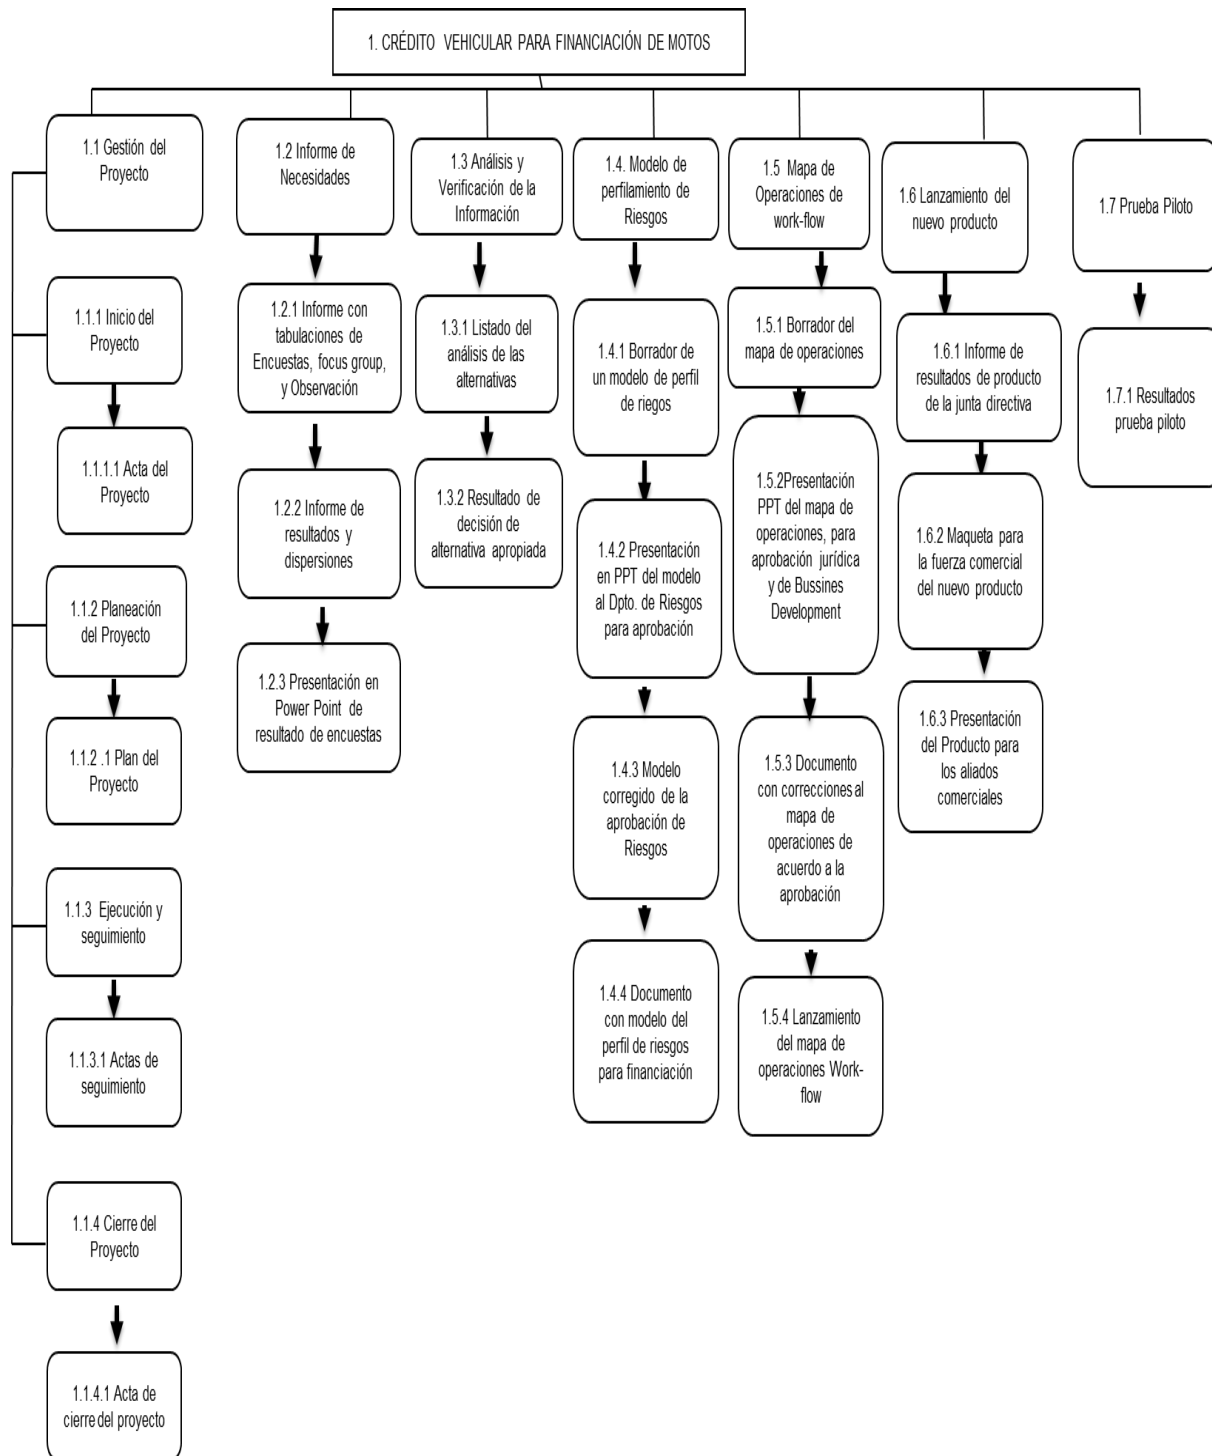 1. CRÉDITO VEHICULAR PARA FINANCIACIÓN DE MOTOS
1.1 Gestión del
Proyecto
1.1.1 Inicio del
Proyecto
1.1.1.1 Acta del
Proyecto
1.1.2 Planeación
del Proyecto
1.1.2 .1 Plan del
Proyecto
1.1.3 Ejecución y
seguimiento
1.1.3.1 Actas de
seguimiento
1.1.4 Cierre del
Proyecto
1.1.4.1 Acta de
cierre del proyecto
1.2 Informe de
Necesidades
1.2.1 Informe con
tabulaciones de
Encuestas, focus group,
y Observación
1.2.2 Informe de
resultados y
dispersiones
1.2.3 Presentación en
Power Point de
resultado de encuestas
1.3 Análisis y
Verificación de la
Información
1.3.1 Listado del
análisis de las
alternativas
1.3.2 Resultado de
decisión de
alternativa apropiada
1.4. Modelo de
perfilamiento de
Riesgos
1.4.1 Borrador de
un modelo de perfil
de riegos
1.4.2 Presentación
en PPT del modelo
al Dpto. de Riesgos
para aprobación
1.4.3 Modelo
corregido de la
aprobación de
Riesgos
1.4.4 Documento
con modelo del
perfil de riesgos
para financiación
1.5 Mapa de
Operaciones de
work-flow
1.5.1 Borrador del
mapa de operaciones
1.5.2Presentación
PPT del mapa de
operaciones, para
aprobación jurídica
y de Bussines
Development
1.5.3 Documento
con correcciones al
mapa de
operaciones de
acuerdo a la
aprobación
1.5.4 Lanzamiento
del mapa de
operaciones Work-
flow
1.6 Lanzamiento del
nuevo producto
1.6.1 Informe de
resultados de producto
de la junta directiva
1.6.2 Maqueta para
la fuerza comercial
del nuevo producto
1.6.3 Presentación
del Producto para
los aliados
comerciales
1.7 Prueba Piloto
1.7.1 Resultados
prueba piloto